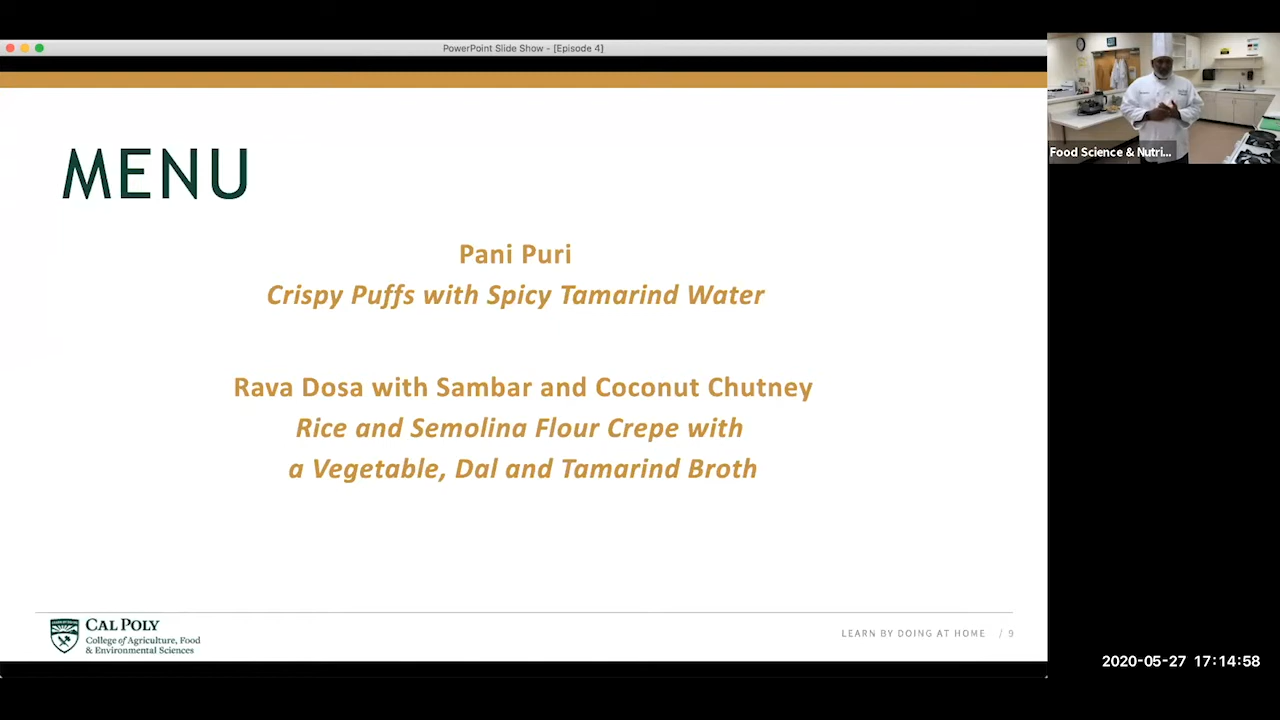 PowerPoint Slide Show - [Episode 4]
MENU
Pani Puri
Crispy Puffs with Spicy Tamarind Water
Rava Dosa with Sambar and Coconut Chutney
Rice and Semolina Flour Crepe with
a Vegetable, Dal and Tamarind Broth
CAL POLY
College of Agriculture, Food
& Environmental Sciences
LEARN BY DOING AT HOME / 9
Food Science & Nutri...
2020-05-27 17:14:58